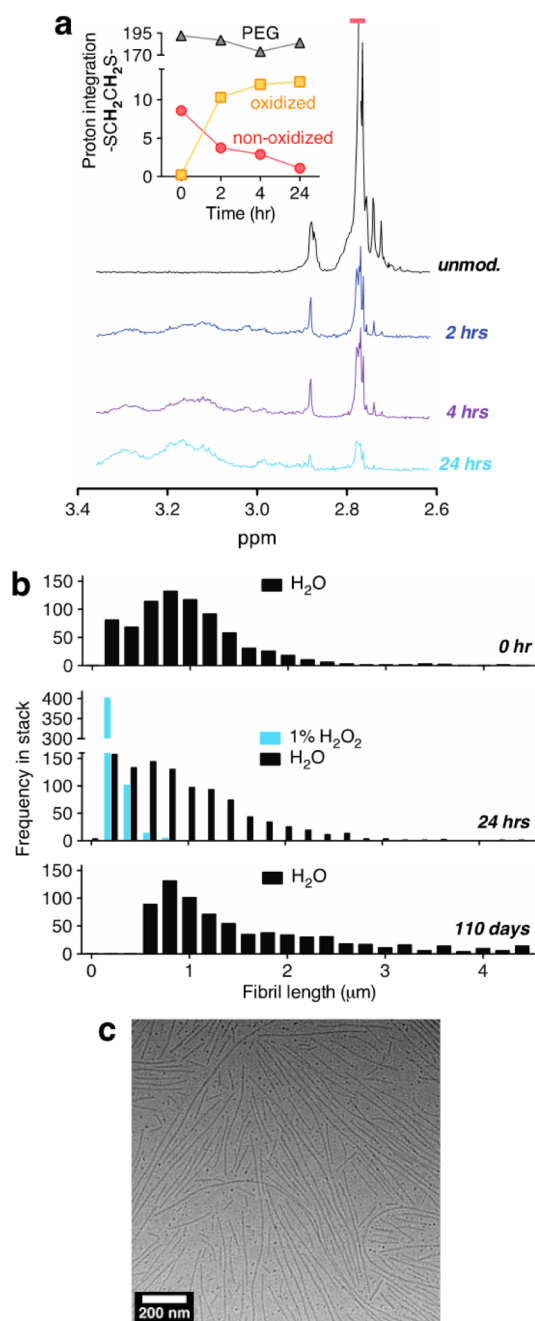 a
195
170
10
5
0
Proton integration
-SCH₂CH₂S-
PEG
oxidized
non-oxidized
0 2 4 24
Time (hr)
unmod.
2 hrs
4 hrs
24 hrs
3.4 3.2 3.0 2.8 2.6
ppm
b
150
100
50
0
H₂O
0 hr
Frequency in stack
400
300
150
100
50
0
1% H₂O₂
H₂O
24 hrs
150
100
50
0
H₂O
110 days
0 1 2 3 4
Fibril length (μm)
c
200 nm